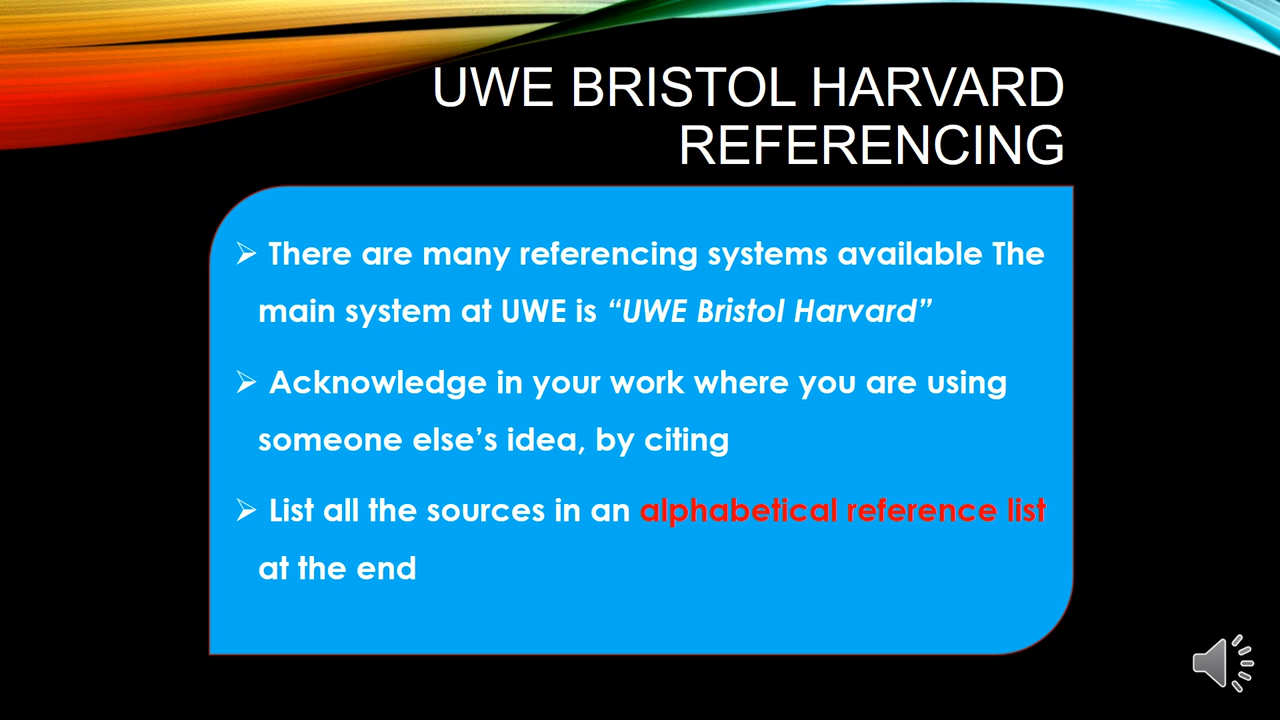 UWE BRISTOL HARVARD
REFERENCING
➢ There are many referencing systems available The
main system at UWE is “UWE Bristol Harvard”
➢ Acknowledge in your work where you are using
someone else’s idea, by citing
➢ List all the sources in an alphabetical reference list
at the end